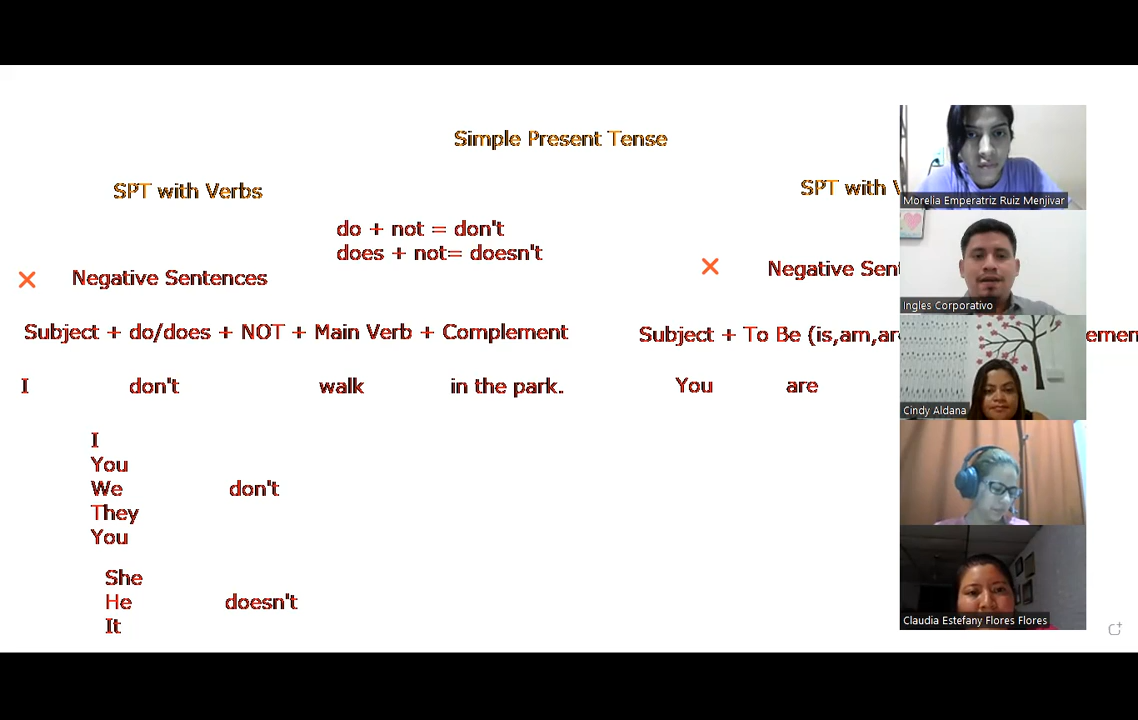 Simple Present Tense
SPT with Verbs
do + not = don't
does + not= doesn't
Negative Sentences
Subject + do/does + NOT + Main Verb + Complement
I don't walk in the park.
I
You
We don't
They
You
She
He doesn't
It
SPT with
Negative
Subject + To Be (is,am,
You are
Morelia Emperatriz Ruiz Menjivar
Ingles Corporativo
Cindy Aldana
Claudia Estefany Flores Flores